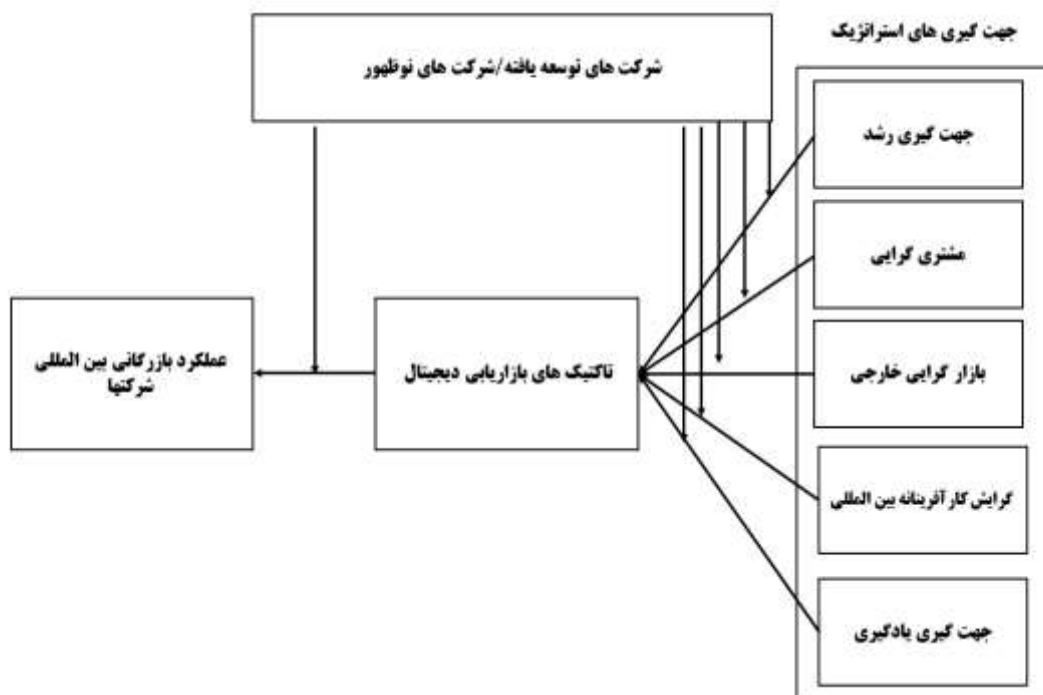 جهت گیری های استراتژیک
شرکت های توسعه یافته/شرکت های نوظهور
جهت گیری رشد
مشتری گرایی
بازار گرایی خارجی
گرایش کار آفرینانه بین المللی
جهت گیری یادگیری
تاکتیک های بازاریابی دیجیتال
عملکرد بازرگانی بین المللی
شرکتها